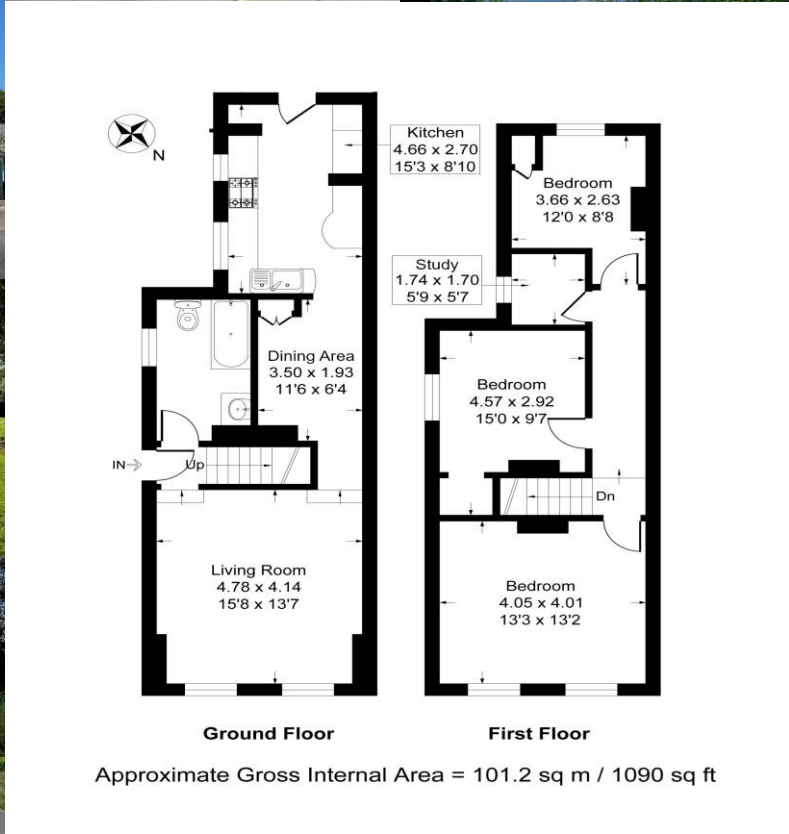 N
Kitchen
4.66 x 2.70
15'3 x 8'10
Dining Area
3.50 x 1.93
11'6 x 6'4
IN
Up
Living Room
4.78 x 4.14
15'8 x 13'7
Ground Floor
Bedroom
3.66 x 2.63
12'0 x 8'8
Study
1.74 x 1.70
5'9 x 5'7
Bedroom
4.57 x 2.92
15'0 x 9'7
Dn
Bedroom
4.05 x 4.01
13'3 x 13'2
First Floor
Approximate Gross Internal Area = 101.2 sq m / 1090 sq ft